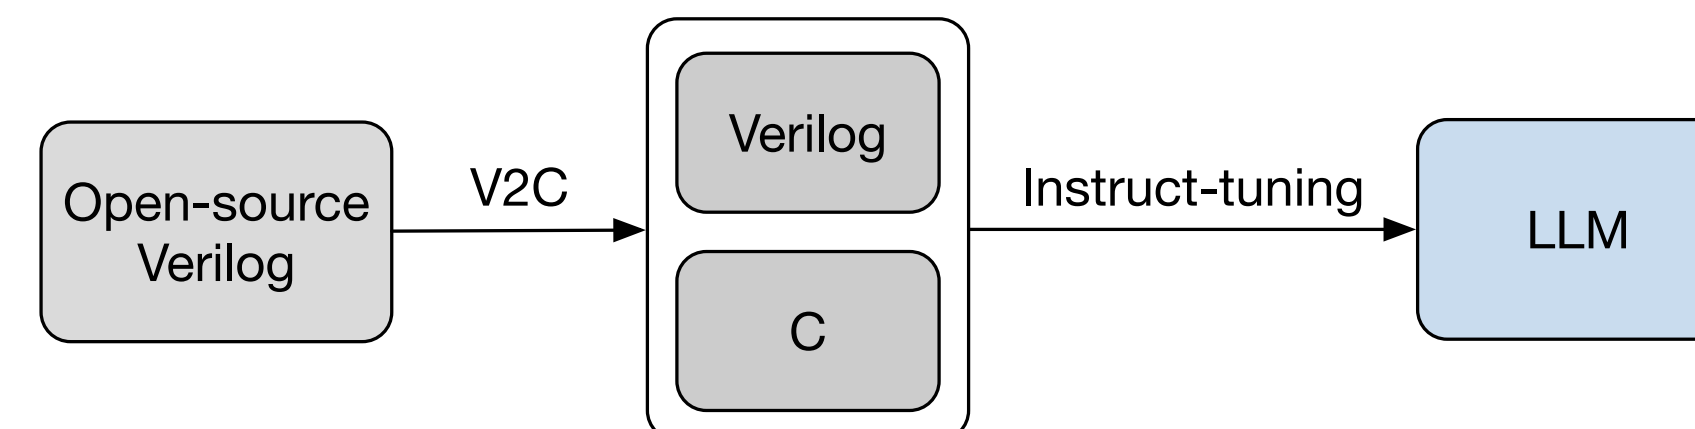 Open-source
Verilog
V2C
Verilog
C
Instruct-tuning
LLM